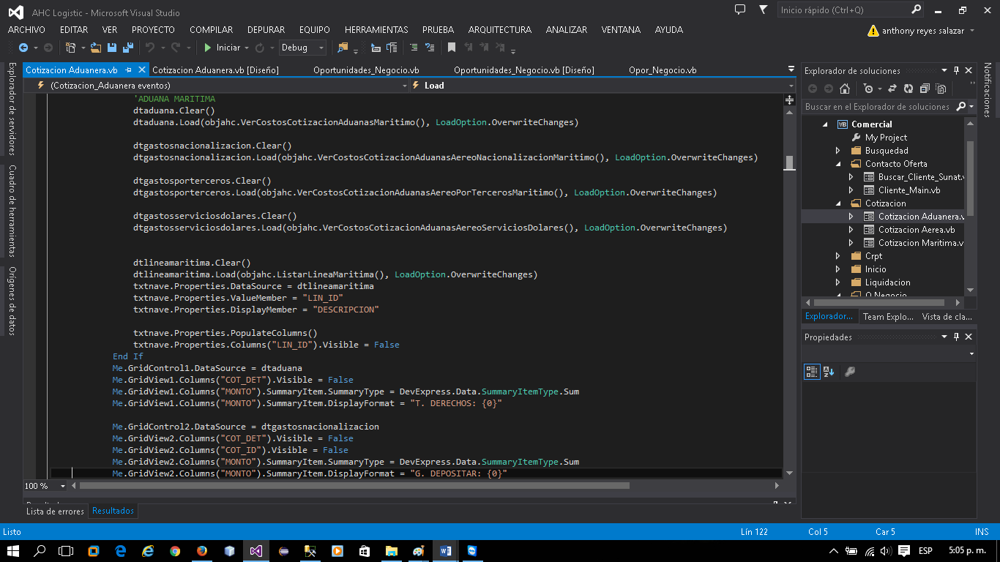 AHC Logistic - Microsoft Visual Studio
Inicio rápido (Ctrl+Q)
ARCHIVO EDITAR VER PROYECTO COMPILAR DEPURAR EQUIPO HERRAMIENTAS PRUEBA ARQUITECTURA ANALIZAR VENTANA AYUDA
anthony reyes salazar
Iniciar Debug
Explorador de servidores
Cuadro de herramientas
Orígenes de datos
Cotizacion Aduanera.vb Cotizacion Aduanera.vb [Diseño] Oportunidades_Negocio.vb Oportunidades_Negocio.vb [Diseño] Opor_Negocio.vb
(Cotizacion_Aduanera eventos) Load
'ADUANA MARITIMA
dtaduana.Clear()
dtaduana.Load(objahc.VerCostosCotizacionAduanasMaritimo(), LoadOption.OverwriteChanges)
dtgastosnacionalizacion.Clear()
dtgastosnacionalizacion.Load(objahc.VerCostosCotizacionAduanasAereoNacionalizacionMaritimo(), LoadOption.OverwriteChanges)
dtgastosporterceros.Clear()
dtgastosporterceros.Load(objahc.VerCostosCotizacionAduanasAereoPorTercerosMaritimo(), LoadOption.OverwriteChanges)
dtgastosserviciosdolares.Clear()
dtgastosserviciosdolares.Load(objahc.VerCostosCotizacionAduanasAereoServiciosDolares(), LoadOption.OverwriteChanges)
dtlineamaritima.Clear()
dtlineamaritima.Load(objahc.ListarLineaMaritima(), LoadOption.OverwriteChanges)
txtnave.Properties.DataSource = dtlineamaritima
txtnave.Properties.ValueMember = "LIN_ID"
txtnave.Properties.DisplayMember = "DESCRIPCION"
txtnave.Properties.PopulateColumns()
txtnave.Properties.Columns("LIN_ID").Visible = False
End If
Me.GridControl1.DataSource = dtaduana
Me.GridView1.Columns("COT_DET").Visible = False
Me.GridView1.Columns("MONTO").SummaryItem.SummaryType = DevExpress.Data.SummaryItemType.Sum
Me.GridView1.Columns("MONTO").SummaryItem.DisplayFormat = "T. DERECHOS: {0}"
Me.GridControl2.DataSource = dtgastosnacionalizacion
Me.GridView2.Columns("COT_DET").Visible = False
Me.GridView2.Columns("COT_ID").Visible = False
Me.GridView2.Columns("MONTO").SummaryItem.SummaryType = DevExpress.Data.SummaryItemType.Sum
Me.GridView2.Columns("MONTO").SummaryItem.DisplayFormat = "G. DEPOSITAR: {0}"
100 %
Lista de errores Resultados
Explorador de soluciones
Buscar en el Explorador de soluciones
VB Comercial
My Project
Busquedad
Contacto Oferta
Buscar_Cliente_Sunat.v
Cliente_Main.vb
Cotizacion
Cotizacion Aduanera.v
Cotizacion Aerea.vb
Cotizacion Maritima.v
Crpt
Inicio
Liquidacion
O.Negocio
Explorador... Team Explo... Vista de cla...
Propiedades
Notificaciones
Listo Lín 122 Col 5 Car 5 INS
ESP 5:05 p. m.